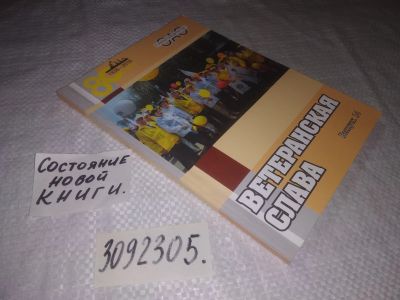 ВЕТЕРАНСКАЯ
СЛАВА
Состояние
новой
книги.
3092305.